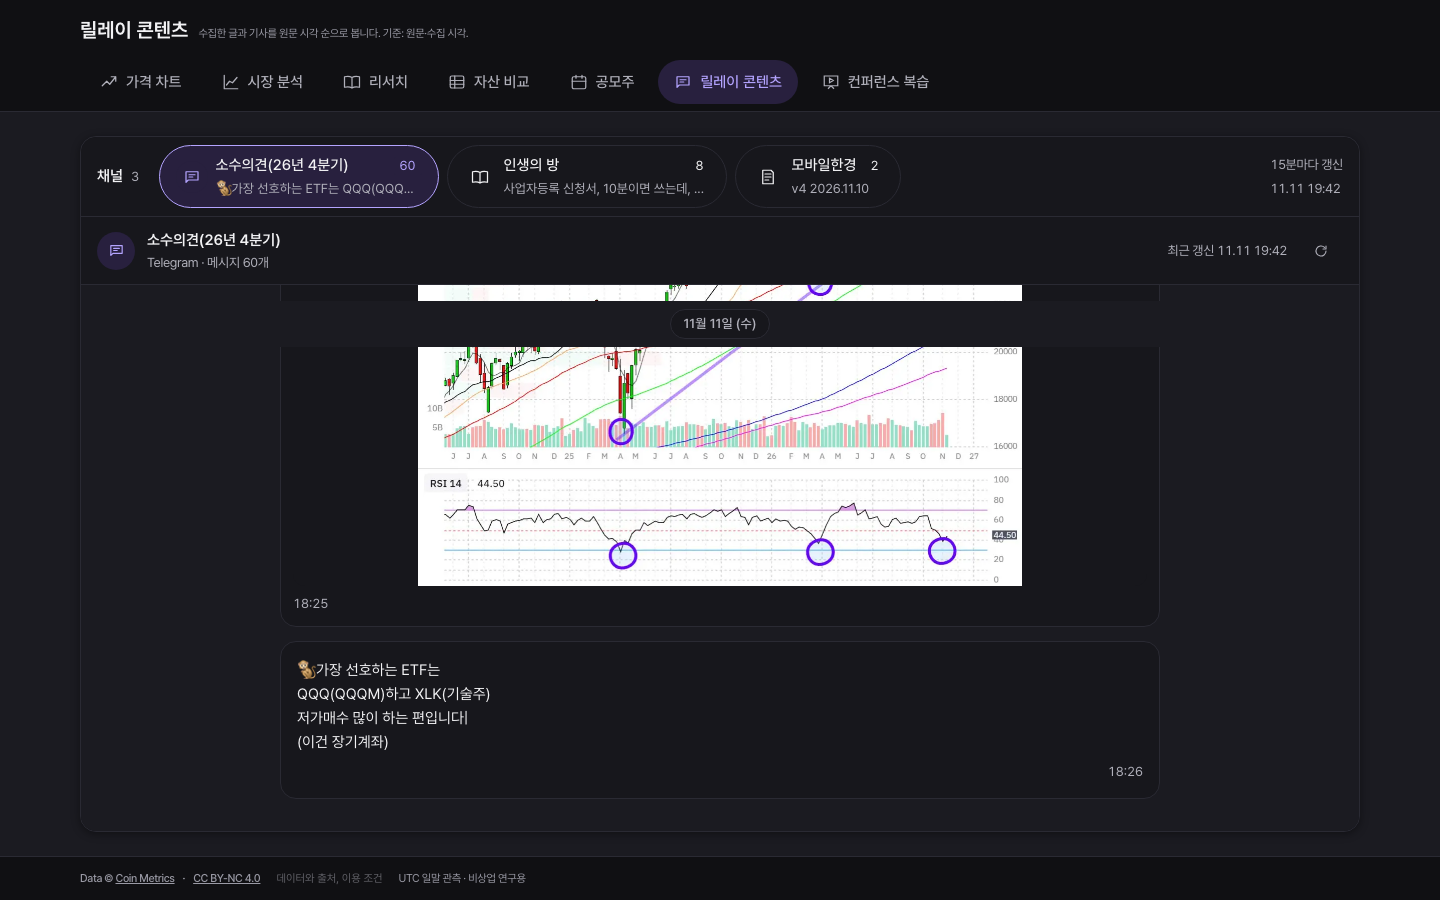 릴레이 콘텐츠 수집한 글과 기사를 원문 시각 순으로 봅니다. 기준: 원문·수집 시각.
가격 차트 시장 분석 리서치 자산 비교 공모주 릴레이 콘텐츠 컨퍼런스 복습
채널 3
소수의견(26년 4분기) 60
🐒가장 선호하는 ETF는 QQQ(QQQ...
인생의 방 8
사업자등록 신청서, 10분이면 쓰는데, ...
모바일한경 2
v4 2026.11.10
15분마다 갱신
11.11 19:42
소수의견(26년 4분기)
Telegram · 메시지 60개
최근 갱신 11.11 19:42
11월 11일 (수)
20000
18000
16000
10B
5B
J J A S O N D 25 F M A M J J A S O N D 26 F M A M J J A S O N D 27
RSI 14 44.50
100
80
60
44.50
40
20
0
18:25
🐒가장 선호하는 ETF는
QQQ(QQQM)하고 XLK(기술주)
저가매수 많이 하는 편입니다|
(이건 장기계좌)
18:26
Data © Coin Metrics · CC BY-NC 4.0 데이터와 출처, 이용 조건 UTC 일말 관측 · 비상업 연구용